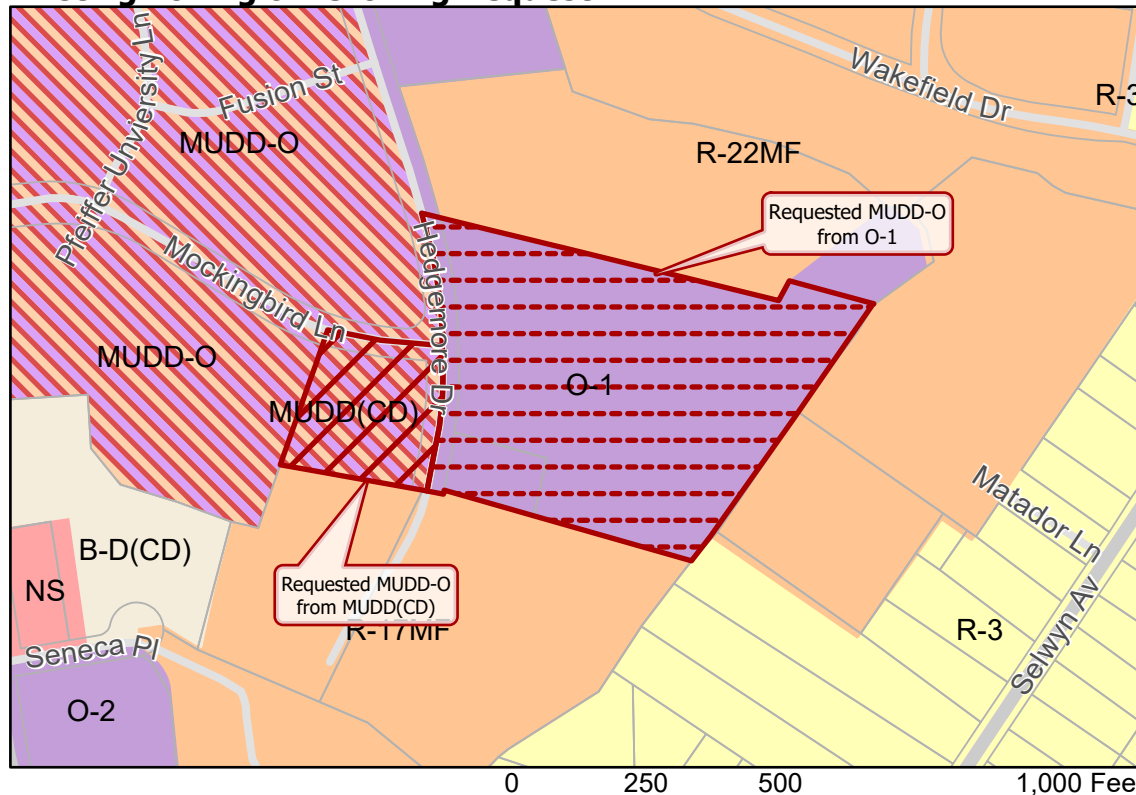 Wakefield Dr
R-3
Pfeiffer Unviersity Ln
Fusion St
MUDD-O
R-22MF
Requested MUDD-O
from O-1
Hedgemore Dr
Mockingbird Ln
MUDD-O
O-1
MUDD(CD)
Matador Ln
B-D(CD)
NS
Requested MUDD-O
from MUDD(CD)
R-17MF
R-3
Selwyn Av
Seneca Pl
O-2
0 250 500 1,000 Fee